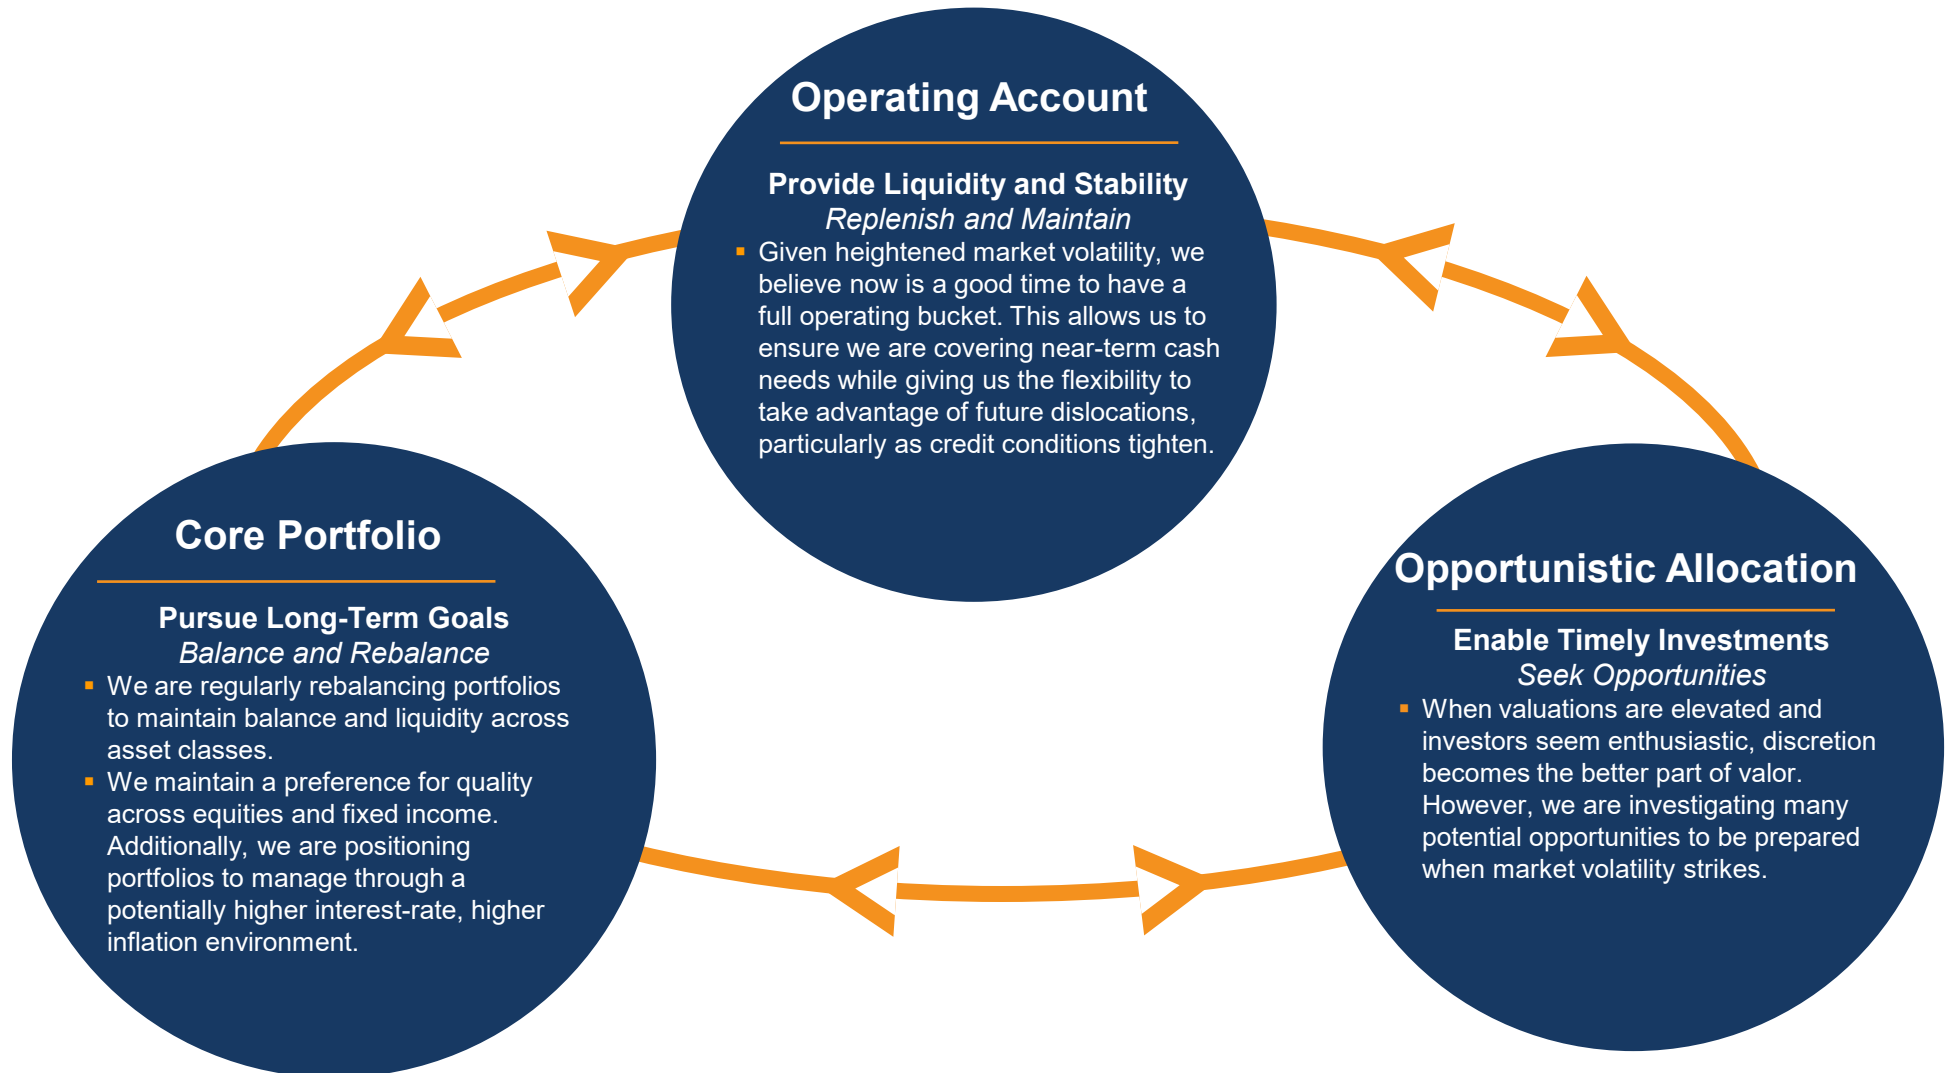 Operating Account
Provide Liquidity and Stability
Replenish and Maintain
▪ Given heightened market volatility, we
believe now is a good time to have a
full operating bucket. This allows us to
ensure we are covering near-term cash
needs while giving us the flexibility to
take advantage of future dislocations,
particularly as credit conditions tighten.
Core Portfolio
Pursue Long-Term Goals
Balance and Rebalance
▪ We are regularly rebalancing portfolios
to maintain balance and liquidity across
asset classes.
▪ We maintain a preference for quality
across equities and fixed income.
Additionally, we are positioning
portfolios to manage through a
potentially higher interest-rate, higher
inflation environment.
Opportunistic Allocation
Enable Timely Investments
Seek Opportunities
▪ When valuations are elevated and
investors seem enthusiastic, discretion
becomes the better part of valor.
However, we are investigating many
potential opportunities to be prepared
when market volatility strikes.